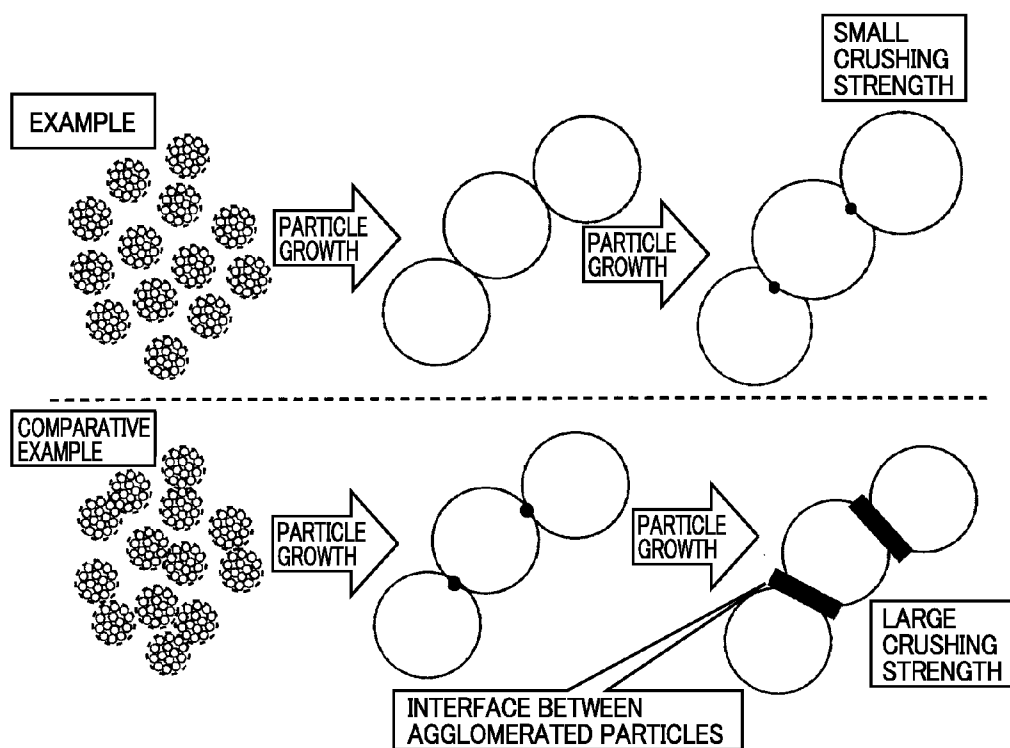 SMALL
CRUSHING
STRENGTH
EXAMPLE
PARTICLE
GROWTH
PARTICLE
GROWTH
COMPARATIVE
EXAMPLE
PARTICLE
GROWTH
PARTICLE
GROWTH
LARGE
CRUSHING
STRENGTH
INTERFACE BETWEEN
AGGLOMERATED PARTICLES